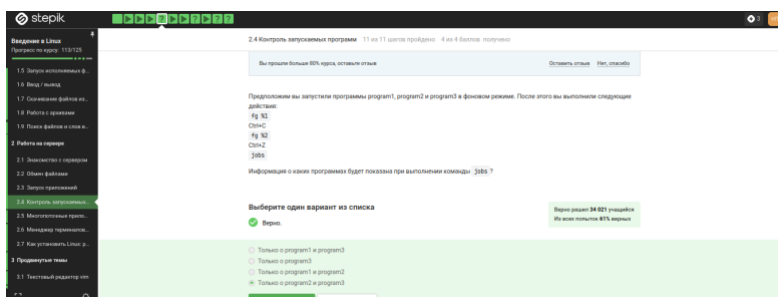 stepik
3
Введение в Linux
Прогресс по курсу: 113/125
1.5 Запуск исполняемых ф...
1.6 Ввод / вывод
1.7 Скачивание файлов из...
1.8 Работа с архивами
1.9 Поиск файлов и слов в...
2 Работа на сервере
2.1 Знакомство с сервером
2.2 Обмен файлами
2.3 Запуск приложений
2.4 Контроль запускаемых...
2.5 Многопоточные прило...
2.6 Менеджер терминалов...
2.7 Как установить Linux: р...
3 Продвинутые темы
3.1 Текстовый редактор vim
2.4 Контроль запускаемых программ 11 из 11 шагов пройдено 4 из 4 баллов получено
Вы прошли больше 80% курса, оставьте отзыв
Оставить отзыв Нет, спасибо
Предположим вы запустили программы program1, program2 и program3 в фоновом режиме. После этого вы выполнили следующие
действия:
fg %1
Ctrl+C
fg %2
Ctrl+Z
jobs
Информация о каких программах будет показана при выполнении команды jobs ?
Выберите один вариант из списка
Верно.
Верно решил 34 021 учащийся
Из всех попыток 61% верных
Только о program1 и program3
Только о program3
Только о program1 и program2
Только о program2 и program3